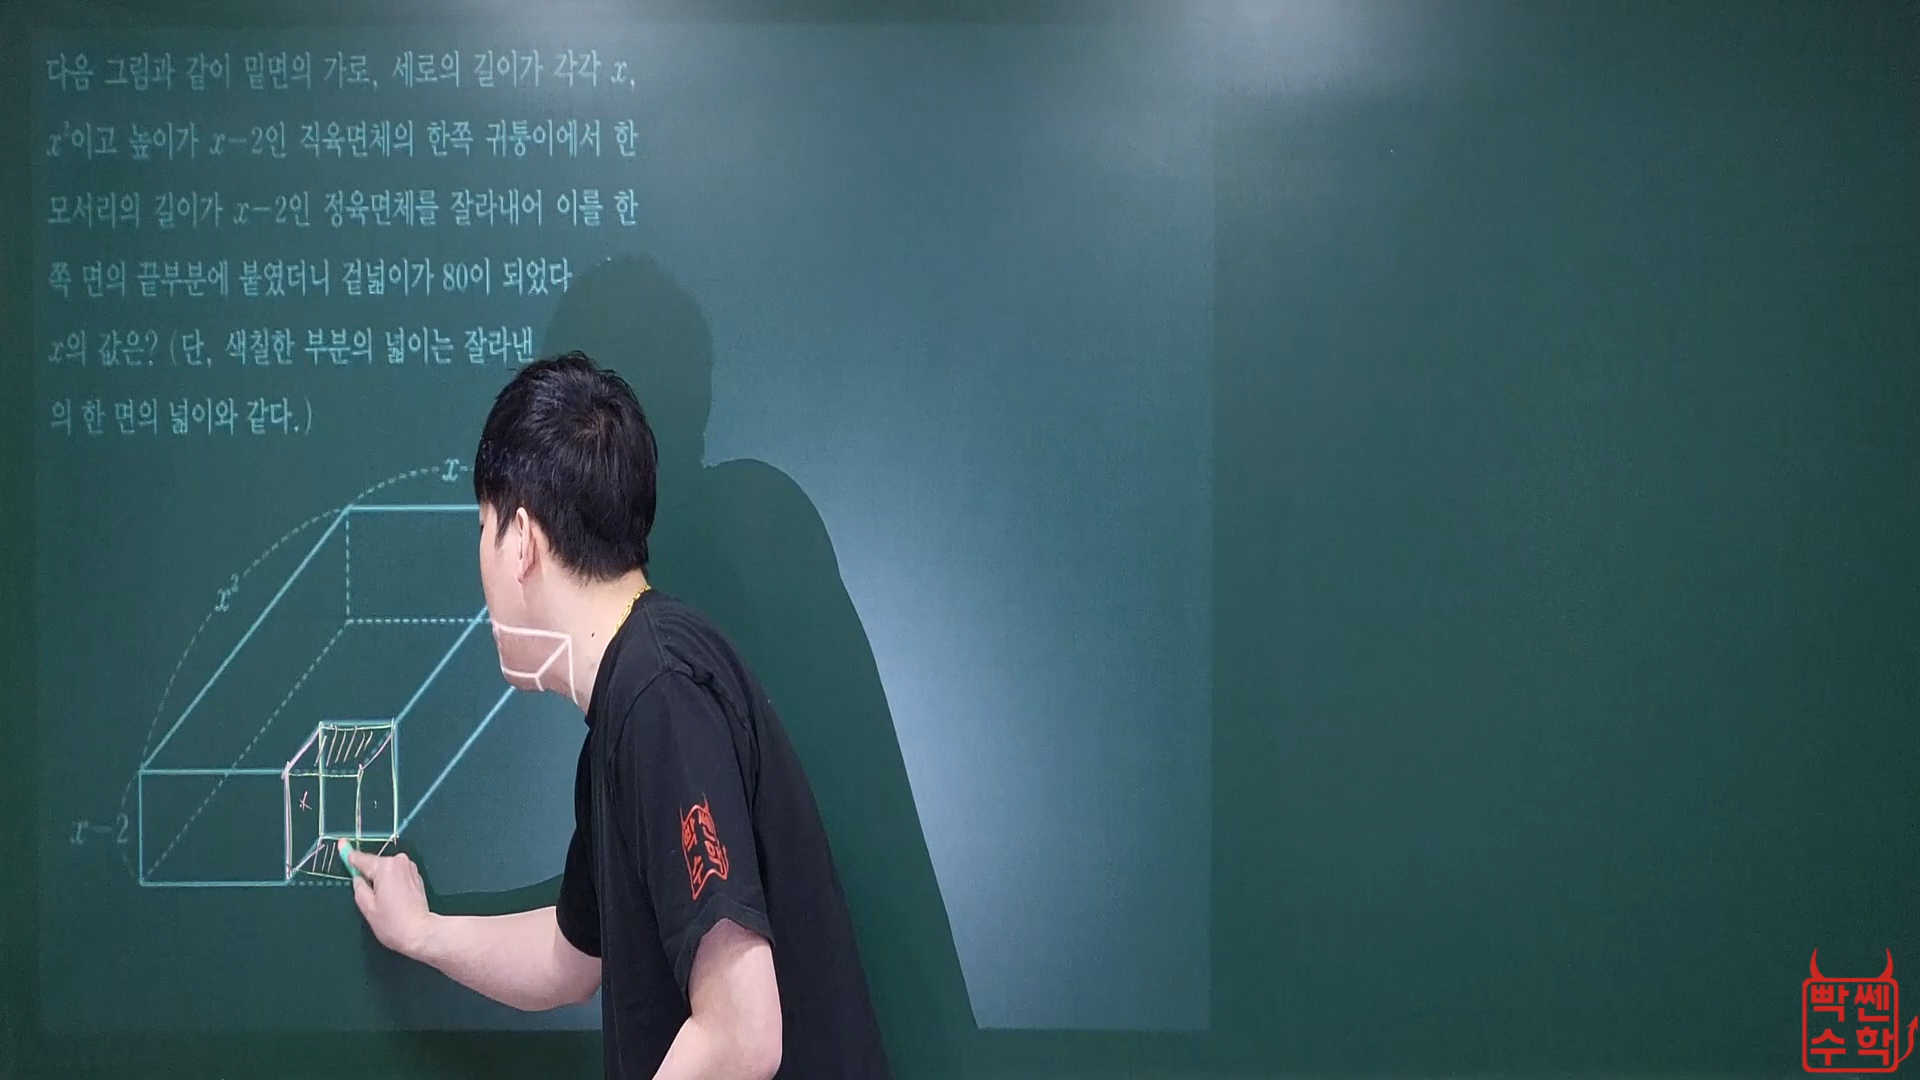 다음 그림과 같이 밑면의 가로, 세로의 길이가 각각 x,
x²이고 높이가 x-2인 직육면체의 한쪽 귀퉁이에서 한
모서리의 길이가 x-2인 정육면체를 잘라내어 이를 한
쪽 면의 끝부분에 붙였더니 겉넓이가 80이 되었다
x의 값은? (단, 색칠한 부분의 넓이는 잘라낸
의 한 면의 넓이와 같다.)
x
x²
x-2
빡쎈
수학
빡쎈
수학